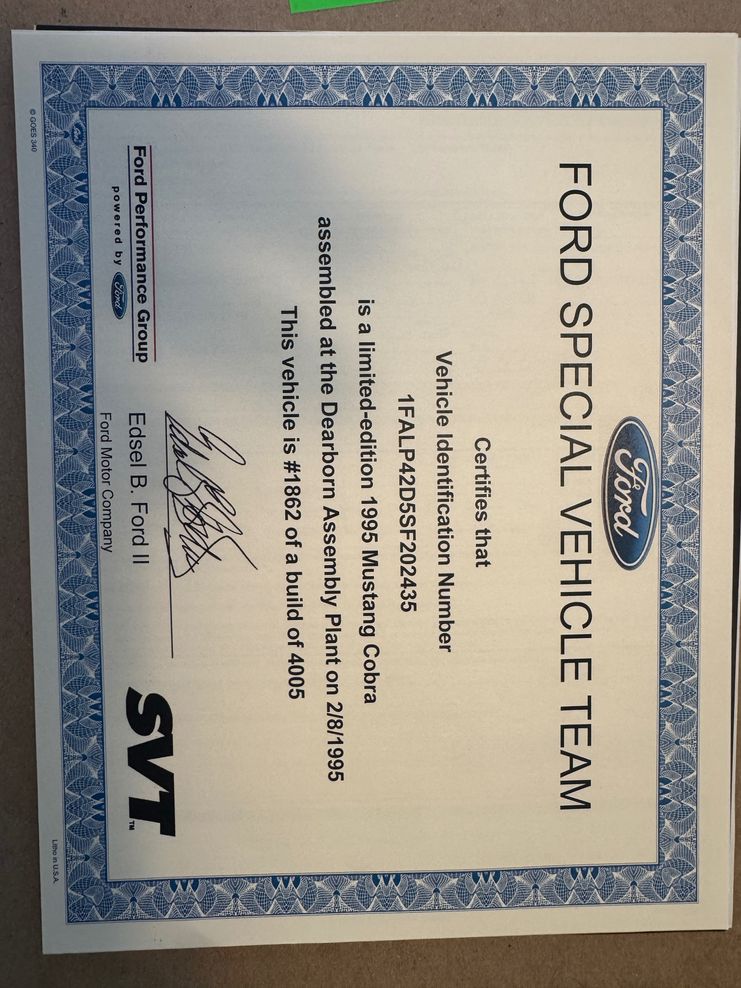 Ford
FORD SPECIAL VEHICLE TEAM
Certifies that
Vehicle Identification Number
1FALP42D5SF202435
is a limited-edition 1995 Mustang Cobra
assembled at the Dearborn Assembly Plant on 2/8/1995
This vehicle is #1862 of a build of 4005
Ford Performance Group
powered by Ford
Edsel B. Ford II
Ford Motor Company
SVT™
© GOES 340
Litho in U.S.A.